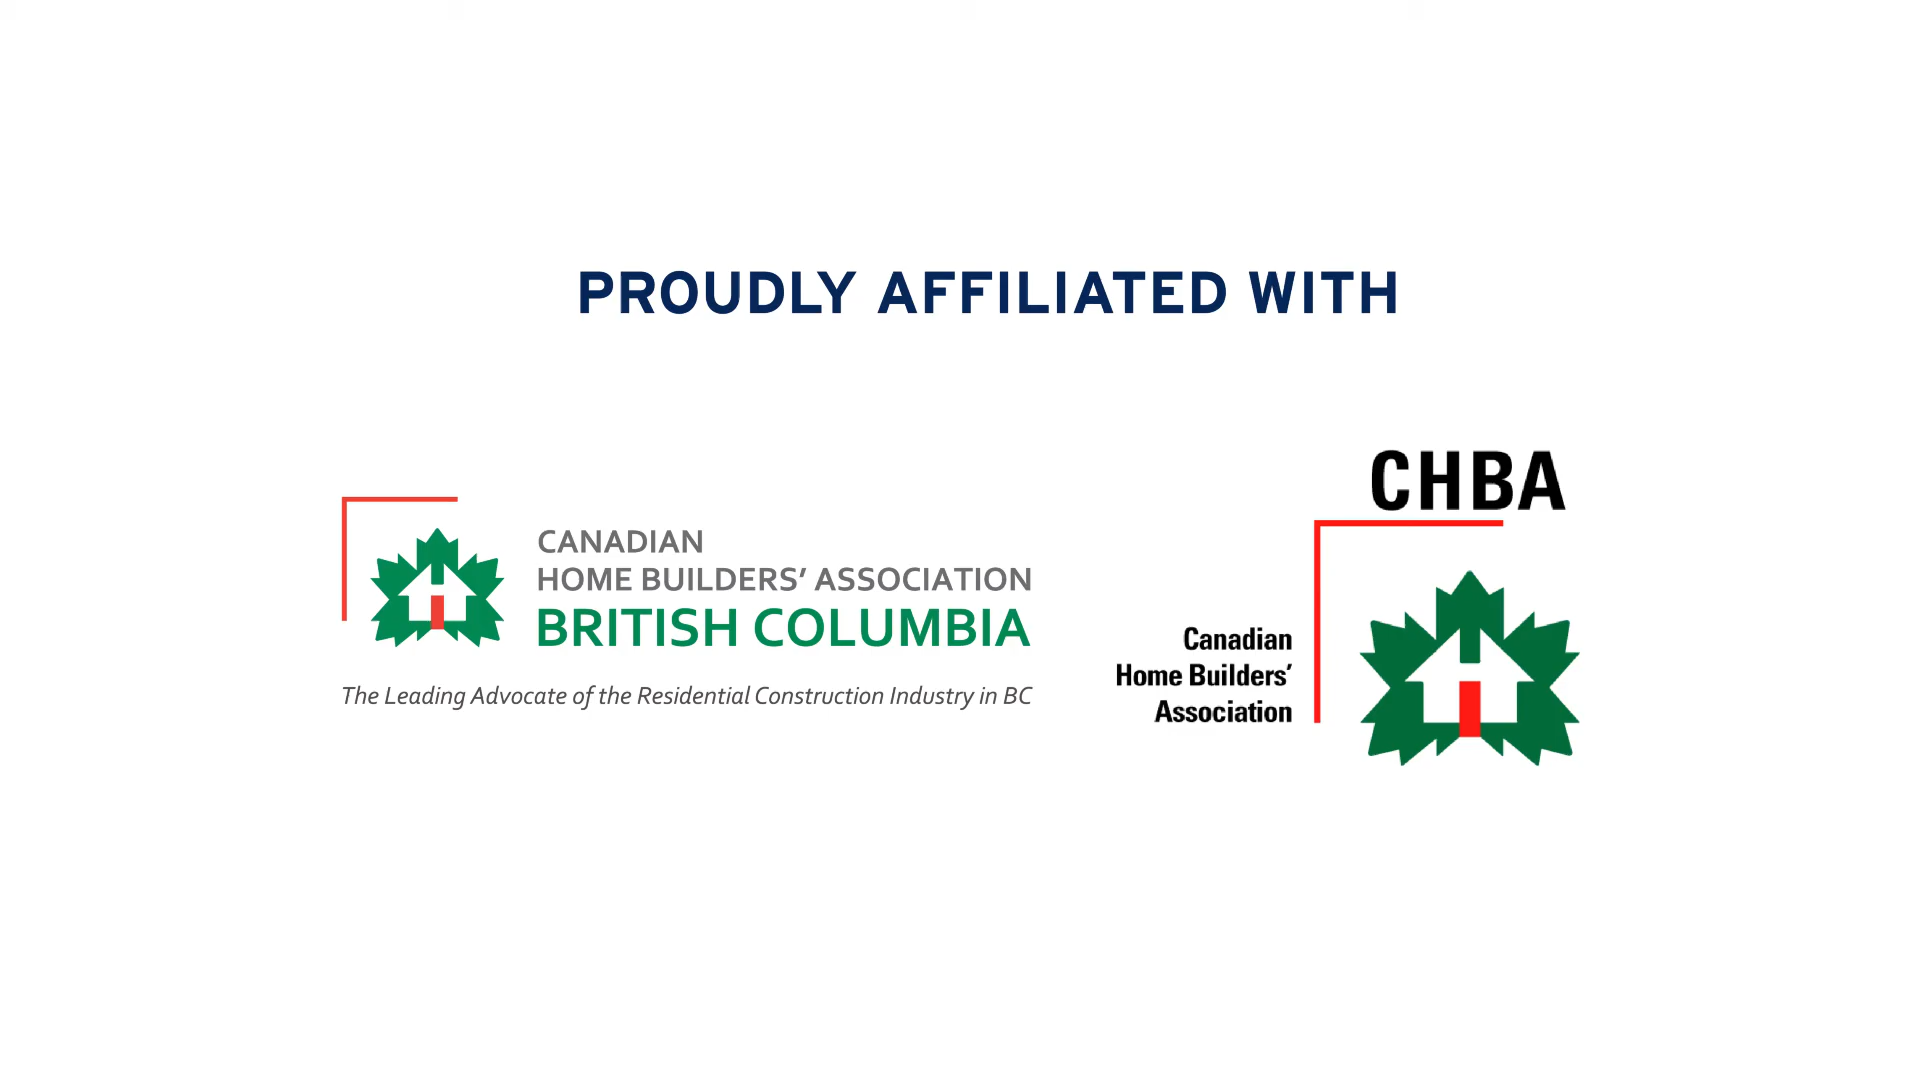 PROUDLY AFFILIATED WITH
CANADIAN
HOME BUILDERS’ ASSOCIATION
BRITISH COLUMBIA
The Leading Advocate of the Residential Construction Industry in BC
CHBA
Canadian
Home Builders’
Association